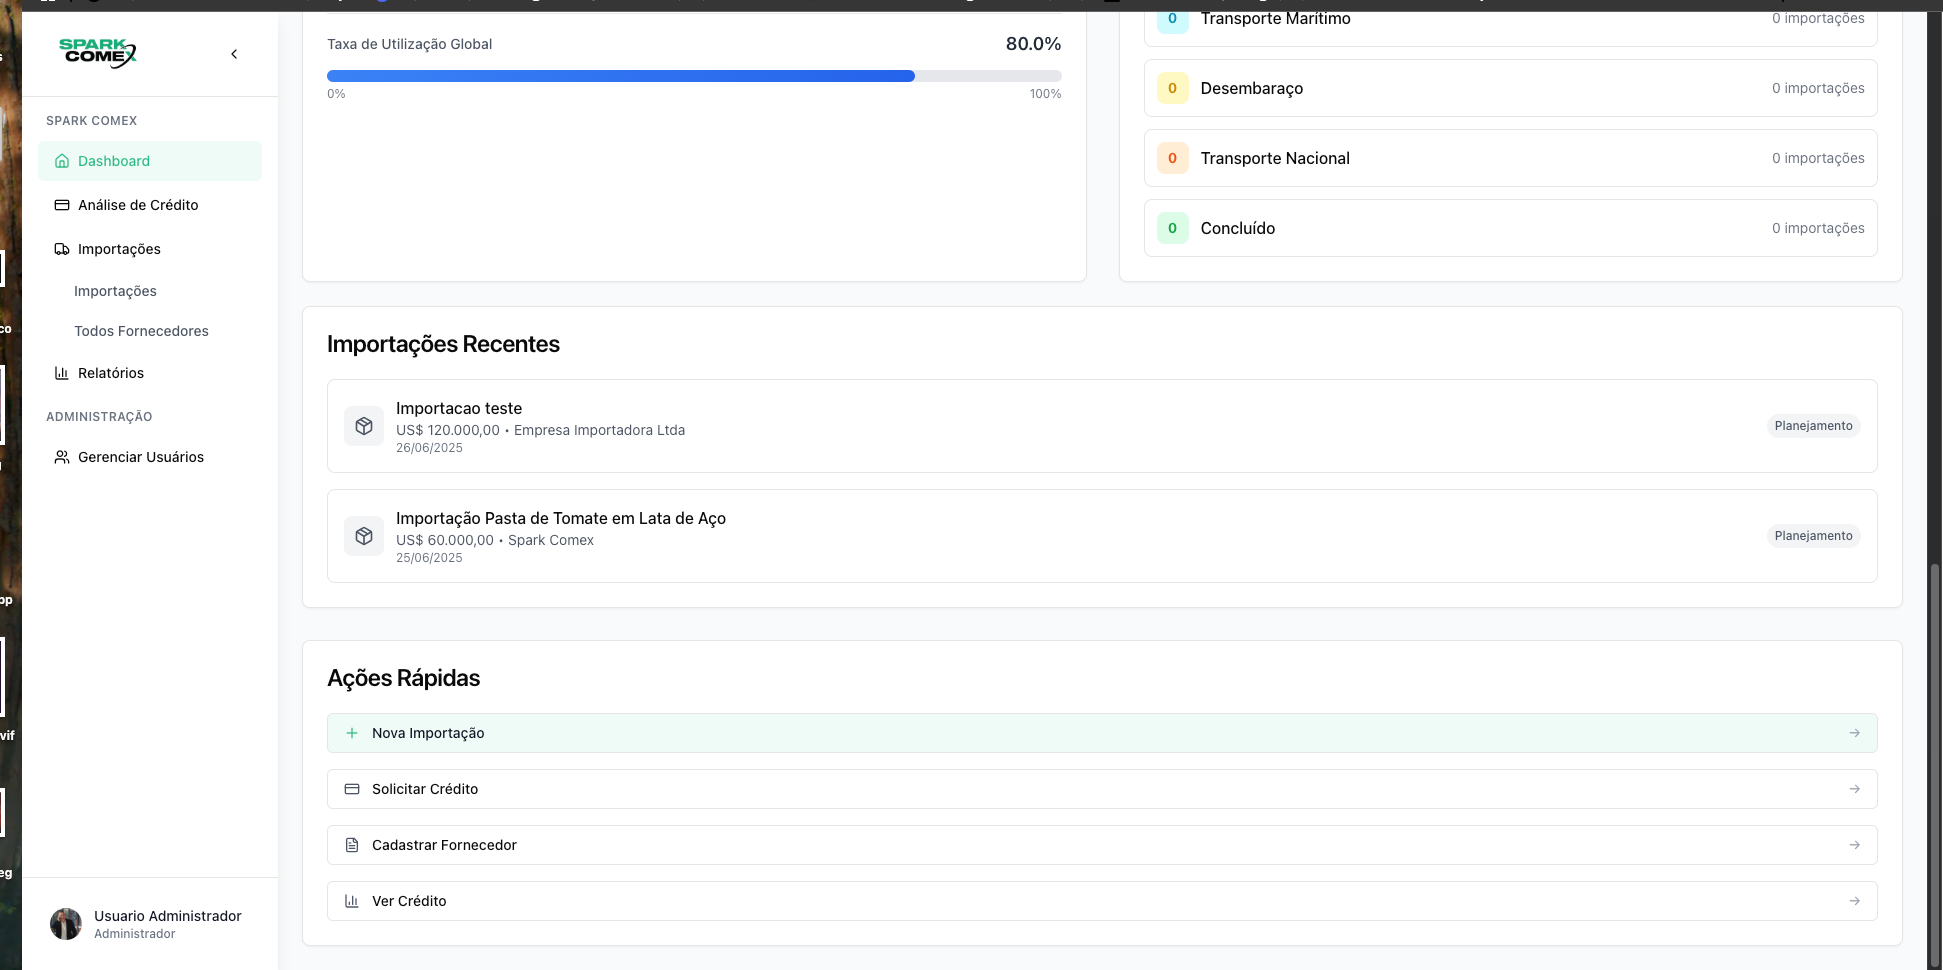 SPARK
COMEX
SPARK COMEX
Dashboard
Análise de Crédito
Importações
Importações
Todos Fornecedores
Relatórios
ADMINISTRAÇÃO
Gerenciar Usuários
Usuario Administrador
Administrador
Taxa de Utilização Global
80.0%
0%
100%
0 Transporte Marítimo 0 importações
0 Desembaraço 0 importações
0 Transporte Nacional 0 importações
0 Concluído 0 importações
Importações Recentes
Importacao teste
US$ 120.000,00 • Empresa Importadora Ltda
26/06/2025
Planejamento
Importação Pasta de Tomate em Lata de Aço
US$ 60.000,00 • Spark Comex
25/06/2025
Planejamento
Ações Rápidas
Nova Importação
Solicitar Crédito
Cadastrar Fornecedor
Ver Crédito